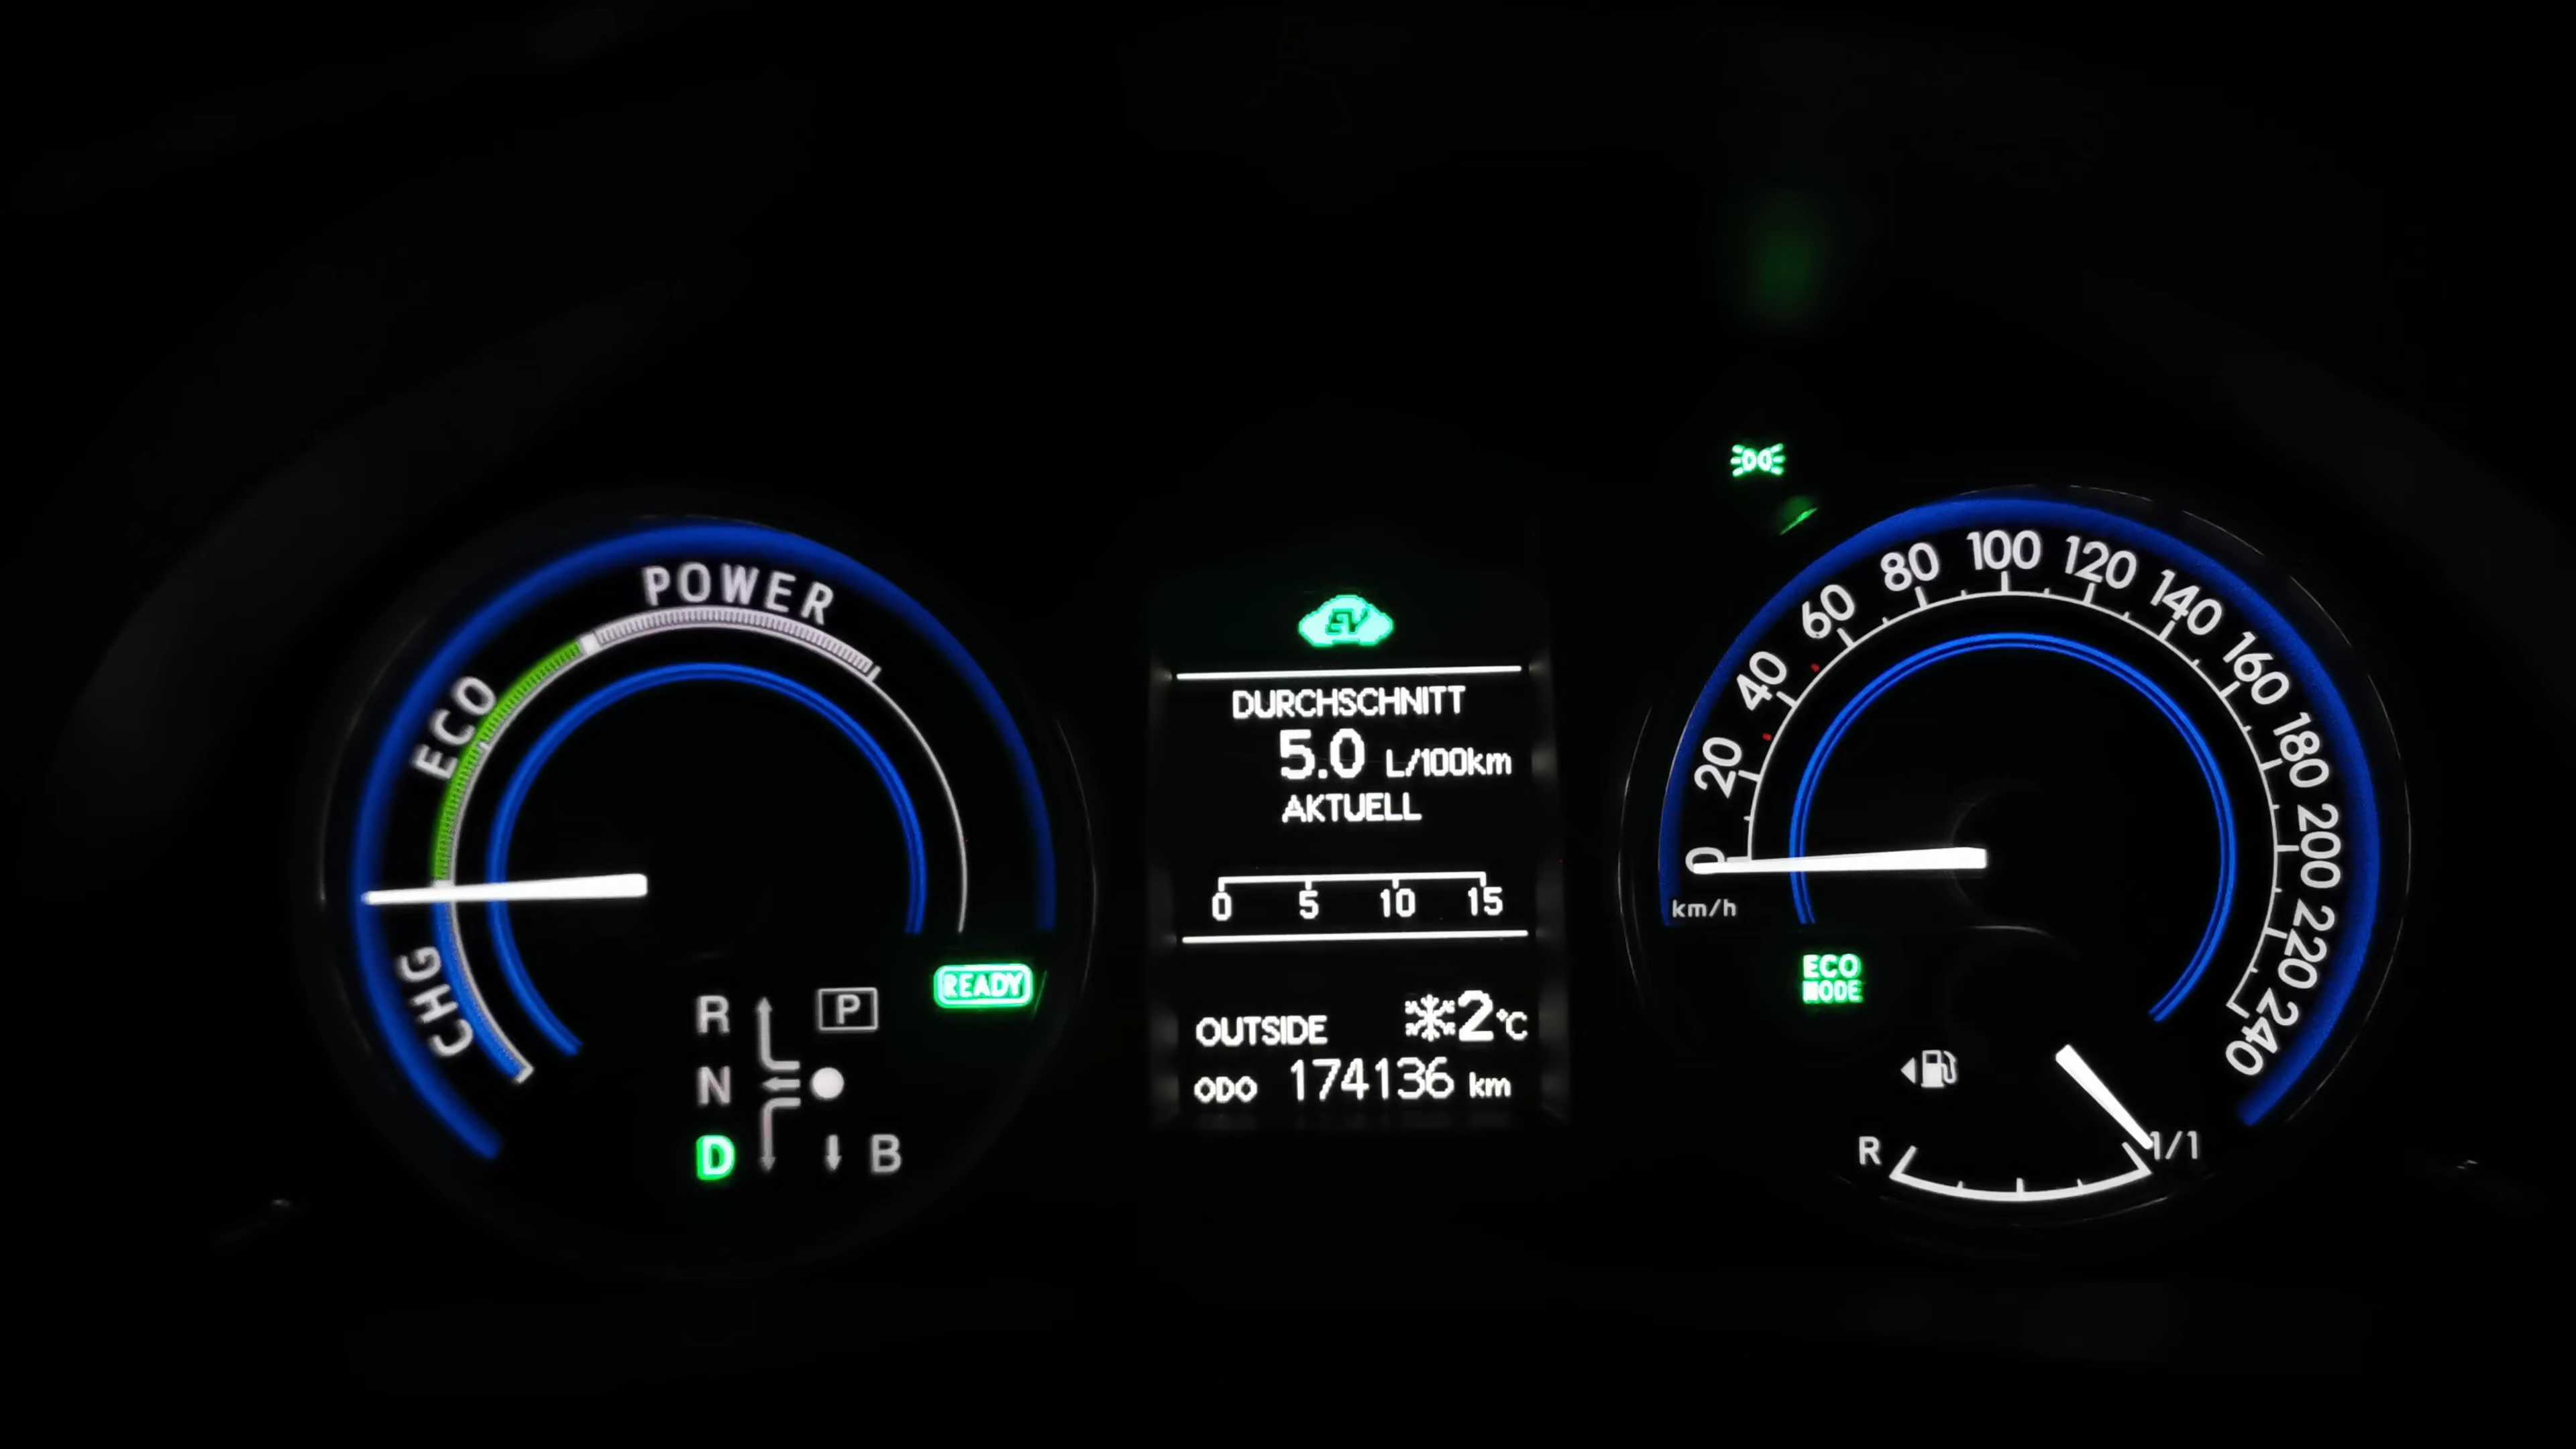 POWER
ECO
CHG
READY
R
P
N
D
B
EV
DURCHSCHNITT
5.0 L/100km
AKTUELL
0 5 10 15
OUTSIDE 2°C
ODO 174136 km
0 20 40 60 80 100 120 140 160 180 200 220 240
km/h
ECO
MODE
R 1/1